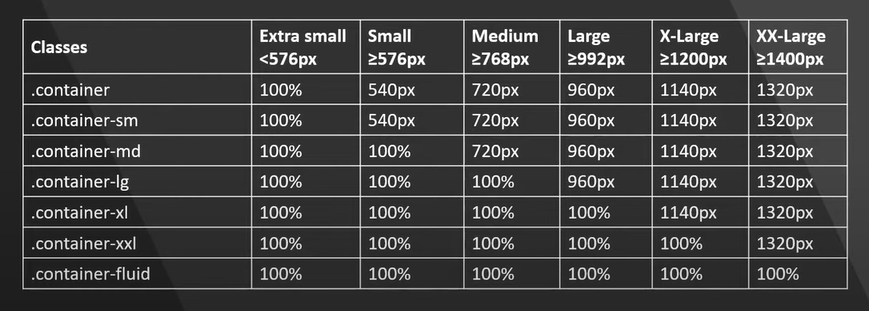 Classes Extra small <576px Small ≥576px Medium ≥768px Large ≥992px X-Large ≥1200px XX-Large ≥1400px
.container 100% 540px 720px 960px 1140px 1320px
.container-sm 100% 540px 720px 960px 1140px 1320px
.container-md 100% 100% 720px 960px 1140px 1320px
.container-lg 100% 100% 100% 960px 1140px 1320px
.container-xl 100% 100% 100% 100% 1140px 1320px
.container-xxl 100% 100% 100% 100% 100% 1320px
.container-fluid 100% 100% 100% 100% 100% 100%